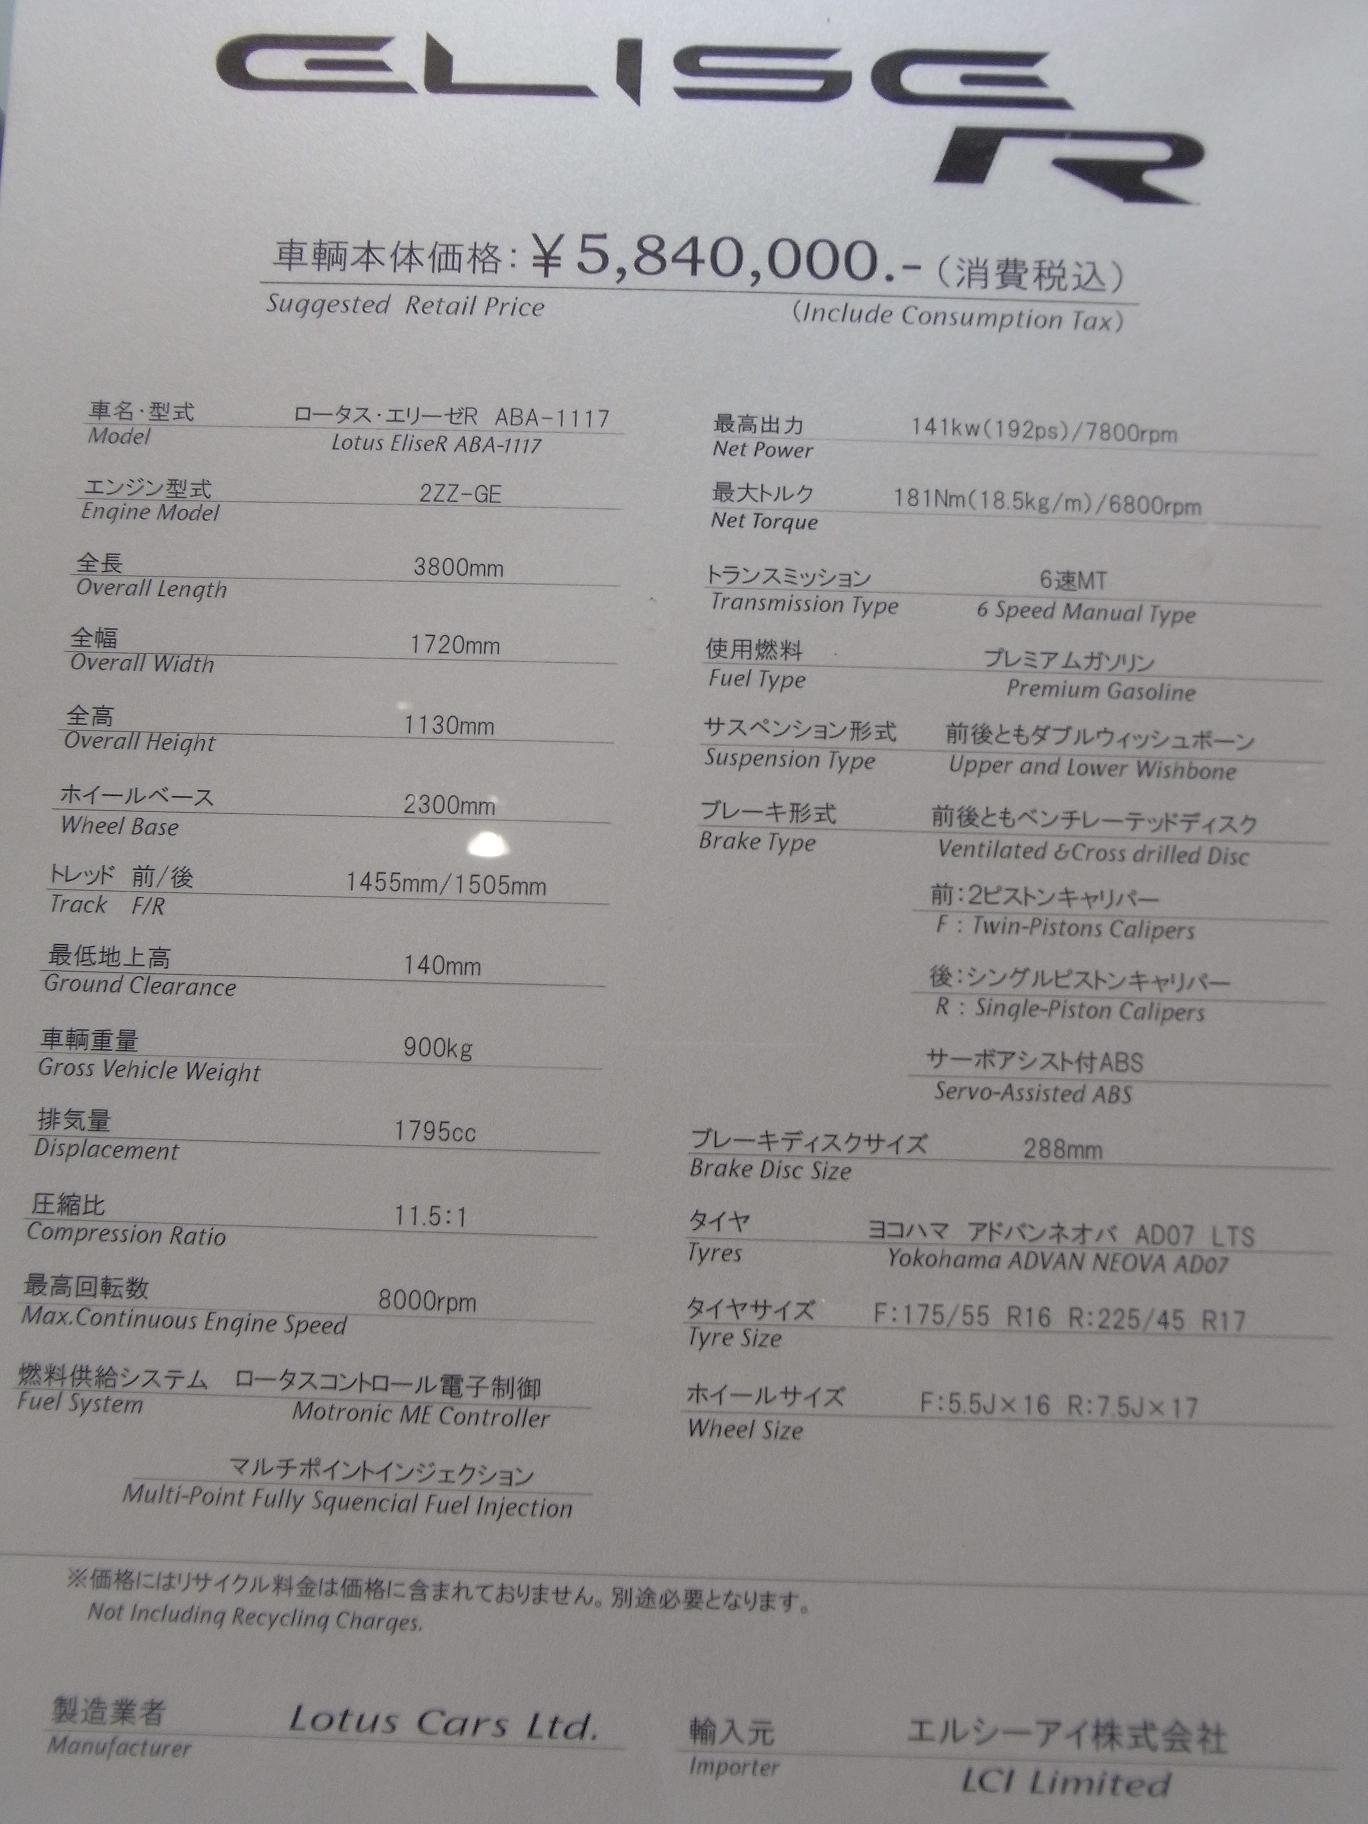 ELISE
R
車輌本体価格：￥5,840,000.-（消費税込）
Suggested Retail Price （Include Consumption Tax）
車名・型式 ロータス・エリーゼR ABA-1117
Model Lotus EliseR ABA-1117
エンジン型式 2ZZ-GE
Engine Model
全長 3800mm
Overall Length
全幅 1720mm
Overall Width
全高 1130mm
Overall Height
ホイールベース 2300mm
Wheel Base
トレッド 前/後 1455mm/1505mm
Track F/R
最低地上高 140mm
Ground Clearance
車輌重量 900kg
Gross Vehicle Weight
排気量 1795cc
Displacement
圧縮比 11.5：1
Compression Ratio
最高回転数 8000rpm
Max.Continuous Engine Speed
燃料供給システム ロータスコントロール電子制御
Fuel System Motronic ME Controller
マルチポイントインジェクション
Multi-Point Fully Squencial Fuel Injection
最高出力 141kw(192ps)/7800rpm
Net Power
最大トルク 181Nm(18.5kg/m)/6800rpm
Net Torque
トランスミッション 6速MT
Transmission Type 6 Speed Manual Type
使用燃料 プレミアムガソリン
Fuel Type Premium Gasoline
サスペンション形式 前後ともダブルウィッシュボーン
Suspension Type Upper and Lower Wishbone
ブレーキ形式 前後ともベンチレーテッドディスク
Brake Type Ventilated &Cross drilled Disc
前：2ピストンキャリパー
F : Twin-Pistons Calipers
後：シングルピストンキャリパー
R : Single-Piston Calipers
サーボアシスト付ABS
Servo-Assisted ABS
ブレーキディスクサイズ 288mm
Brake Disc Size
タイヤ ヨコハマ アドバンネオバ AD07 LTS
Tyres Yokohama ADVAN NEOVA AD07
タイヤサイズ F：175/55 R16 R：225/45 R17
Tyre Size
ホイールサイズ F：5.5J×16 R：7.5J×17
Wheel Size
※価格にはリサイクル料金は価格に含まれておりません。別途必要となります。
Not Including Recycling Charges.
製造業者 Lotus Cars Ltd.
Manufacturer
輸入元 エルシーアイ株式会社
Importer LCI Limited